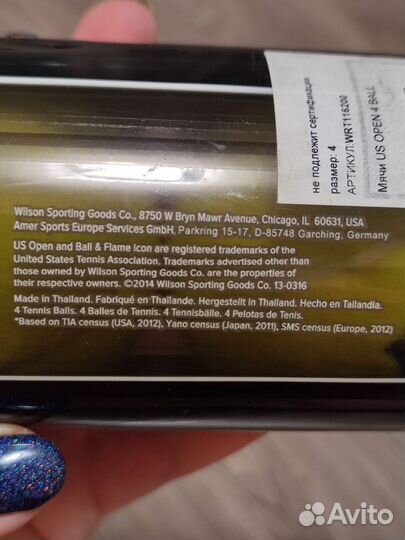 не подлежит сертификации
размер: 4
АРТИКУЛ:WRT116200
Мячи US OPEN 4 BALL
Wilson Sporting Goods Co., 8750 W Bryn Mawr Avenue, Chicago, IL 60631, USA
Amer Sports Europe Services GmbH, Parkring 15-17, D-85748 Garching. Germany
US Open and Ball & Flame icon are registered trademarks of the
United States Tennis Association. Trademarks advertised other than
those owned by Wilson Sporting Goods Co. are the properties of
their respective owners. ©2014 Wilson Sporting Goods Co. 13-0316
Made in Thailand. Fabriqué en Thaïlande. Hergestellt in Thailand. Hecho en Tailandia.
4 Tennis Balls. 4 Balles de Tennis. 4 Tennisbälle. 4 Pelotas de Tenis.
*Based on TIA census (USA, 2012). Yano census (Japan, 2011), SMS census (Europe, 2012)
Avito